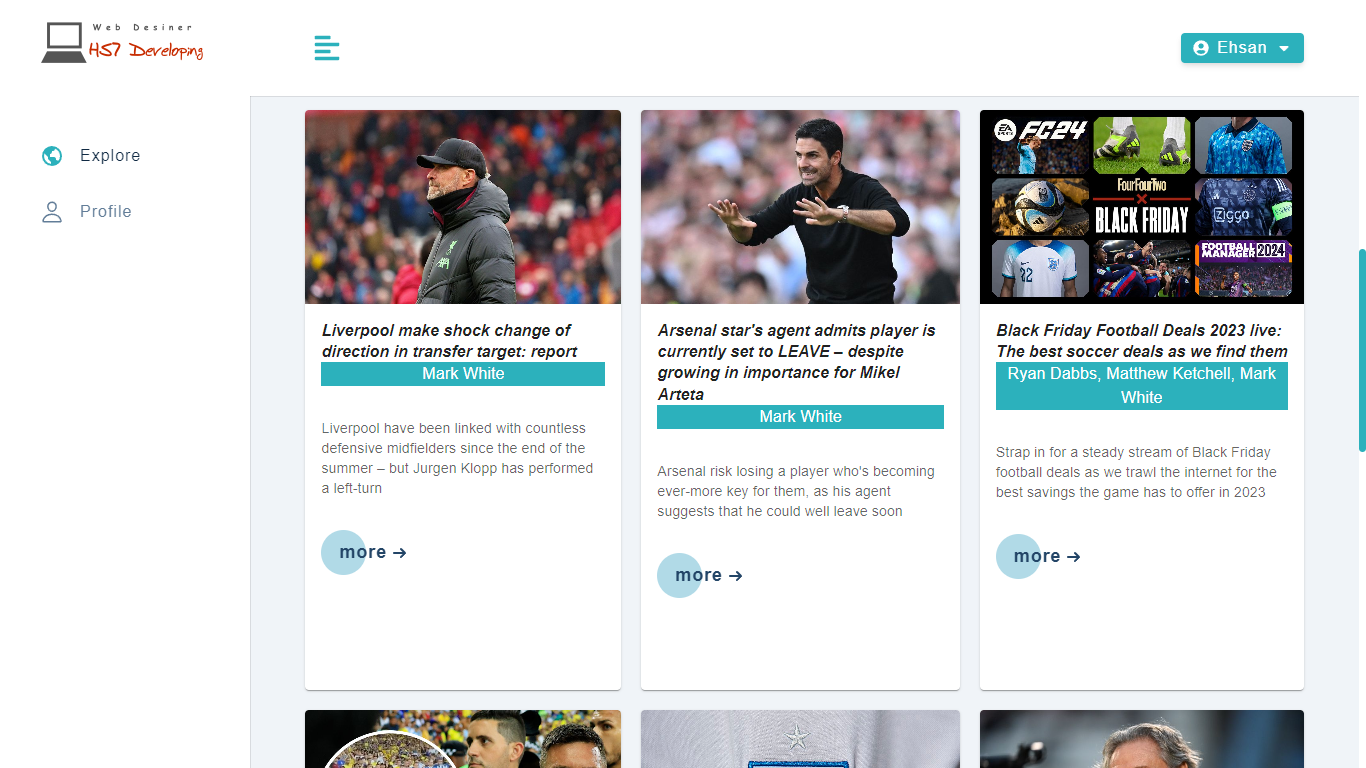 Web Desiner
HS7 Developing
Ehsan
Explore
Profile
EA SPORTS FC24
FourFourTwo
X
BLACK FRIDAY
ZIGGO
22
FOOTBALL
MANAGER 2024
Liverpool make shock change of
direction in transfer target: report
Mark White
Liverpool have been linked with countless
defensive midfielders since the end of the
summer – but Jurgen Klopp has performed
a left-turn
more →
Arsenal star's agent admits player is
currently set to LEAVE – despite
growing in importance for Mikel
Arteta
Mark White
Arsenal risk losing a player who's becoming
ever-more key for them, as his agent
suggests that he could well leave soon
more →
Black Friday Football Deals 2023 live:
The best soccer deals as we find them
Ryan Dabbs, Matthew Ketchell, Mark
White
Strap in for a steady stream of Black Friday
football deals as we trawl the internet for the
best savings the game has to offer in 2023
more →